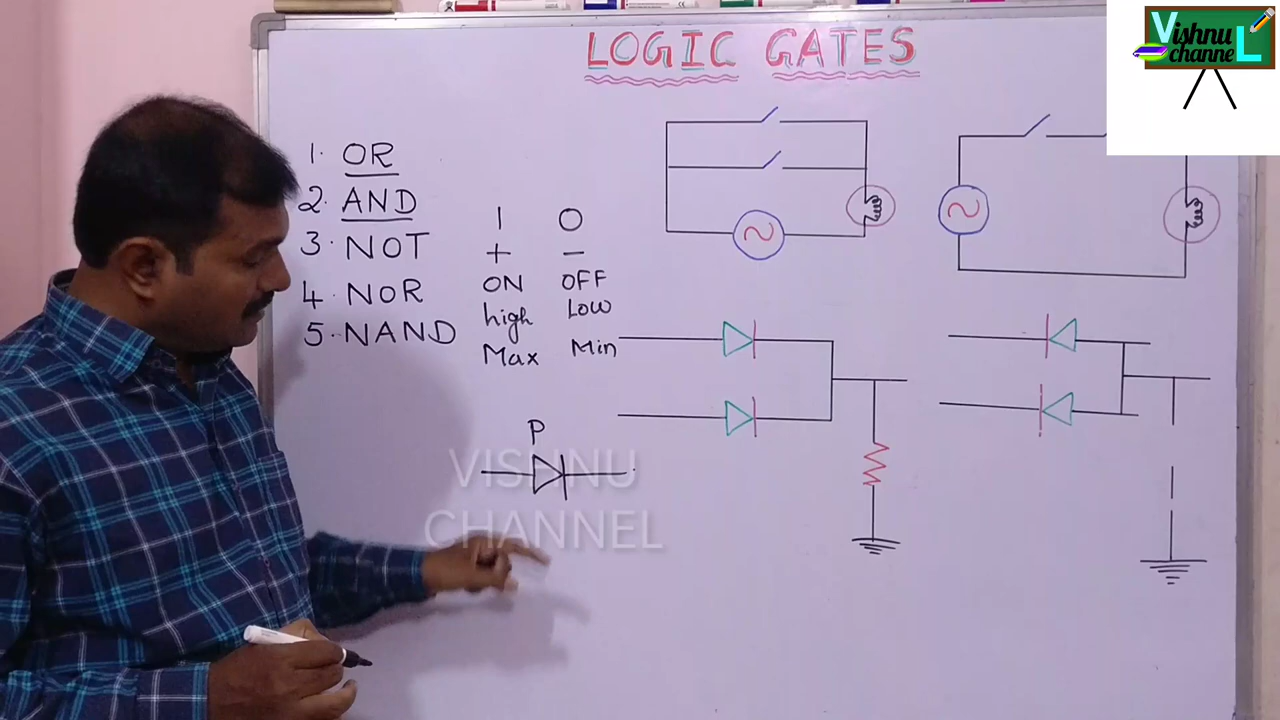 LOGIC GATES
Vishnu
channeL
1. OR
2. AND
3. NOT
4. NOR
5. NAND
1 0
+ −
ON OFF
high Low
Max Min
P
VISHNU
CHANNEL